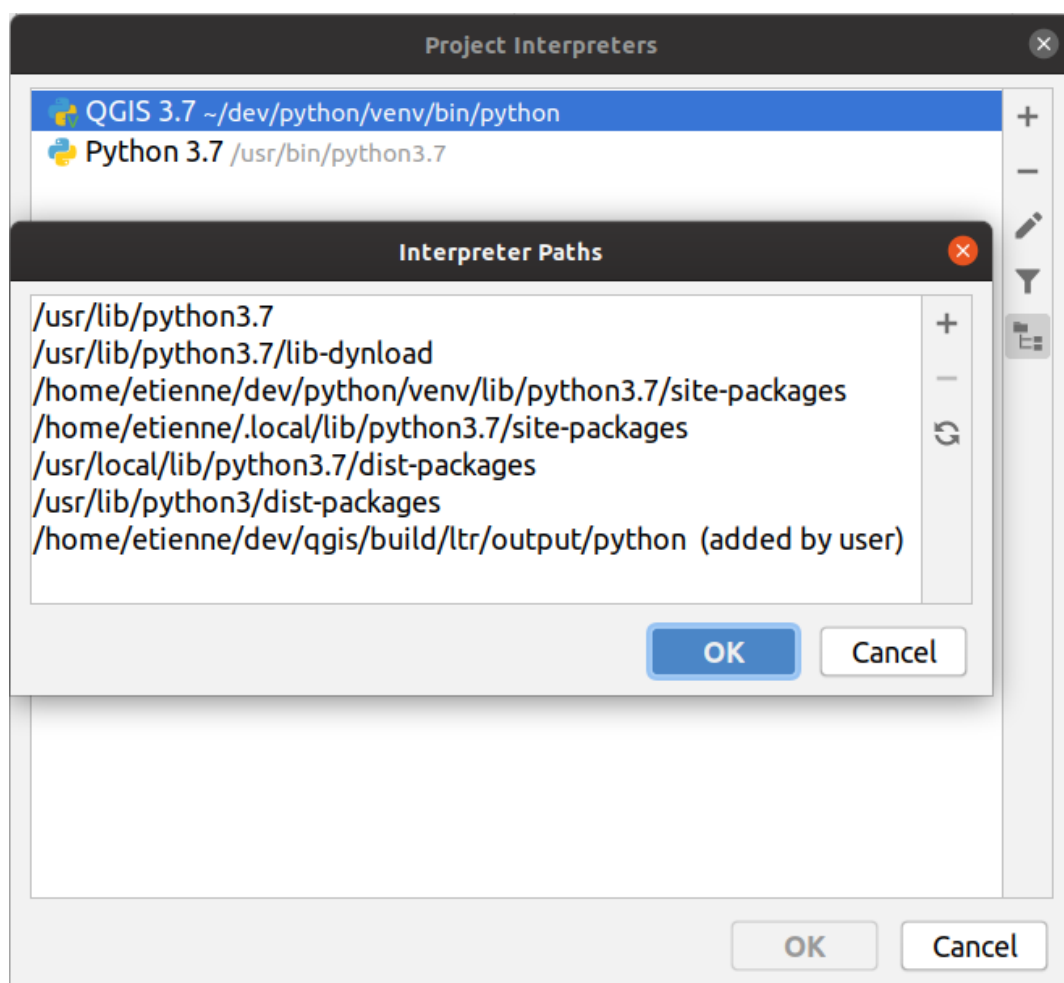 Project Interpreters
QGIS 3.7 ~/dev/python/venv/bin/python
Python 3.7 /usr/bin/python3.7
Interpreter Paths
/usr/lib/python3.7
/usr/lib/python3.7/lib-dynload
/home/etienne/dev/python/venv/lib/python3.7/site-packages
/home/etienne/.local/lib/python3.7/site-packages
/usr/local/lib/python3.7/dist-packages
/usr/lib/python3/dist-packages
/home/etienne/dev/qgis/build/ltr/output/python (added by user)
OK Cancel
OK Cancel